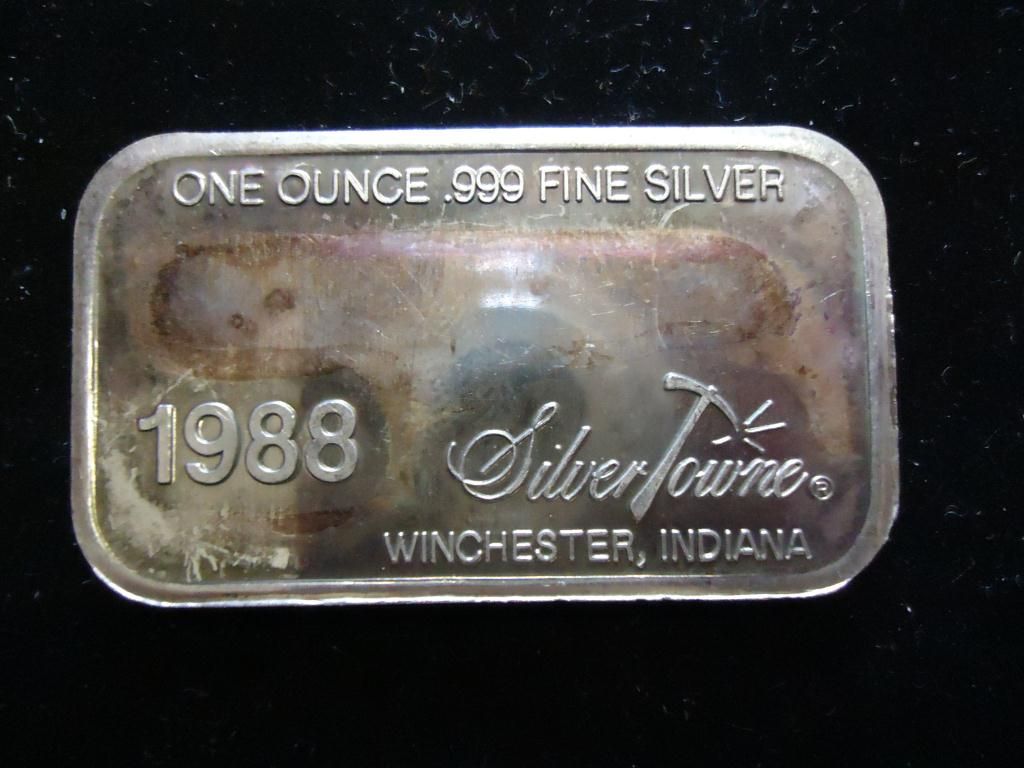 ONE OUNCE .999 FINE SILVER
1988
SilverTowne®
WINCHESTER, INDIANA